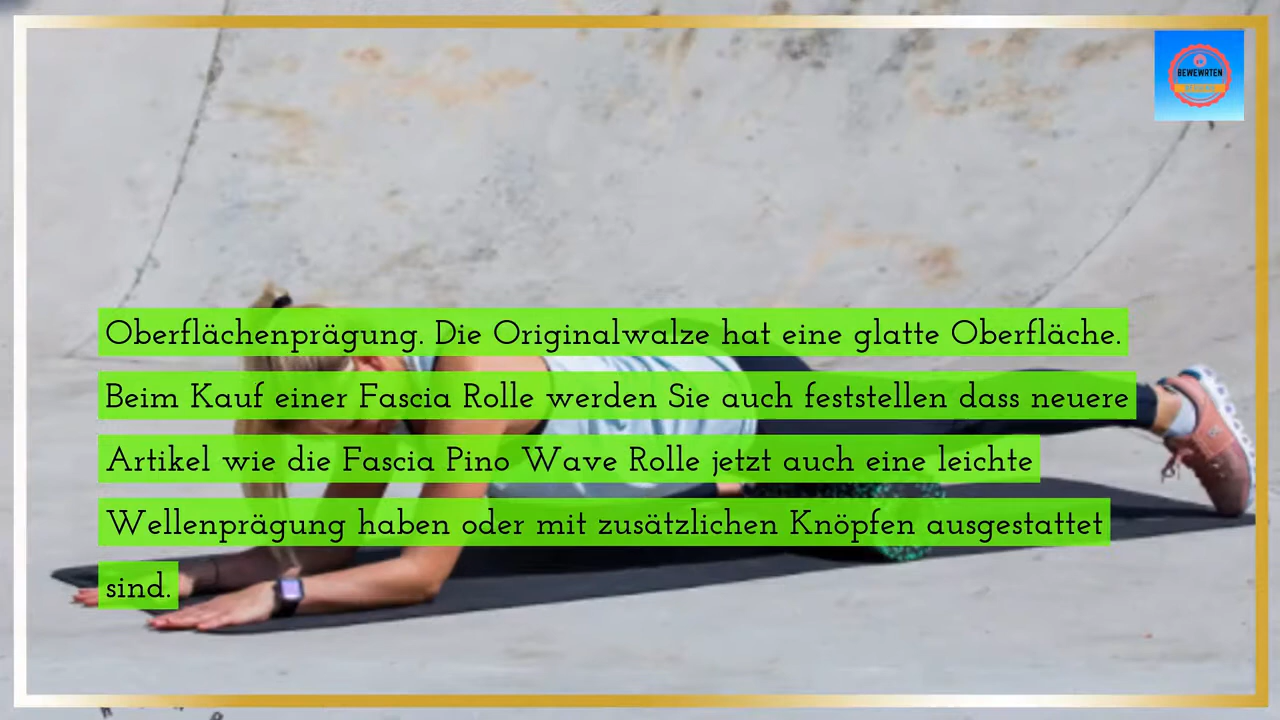 BEWEWRTEN
Oberflächenprägung. Die Originalwalze hat eine glatte Oberfläche.
Beim Kauf einer Fascia Rolle werden Sie auch feststellen dass neuere
Artikel wie die Fascia Pino Wave Rolle jetzt auch eine leichte
Wellenprägung haben oder mit zusätzlichen Knöpfen ausgestattet
sind.